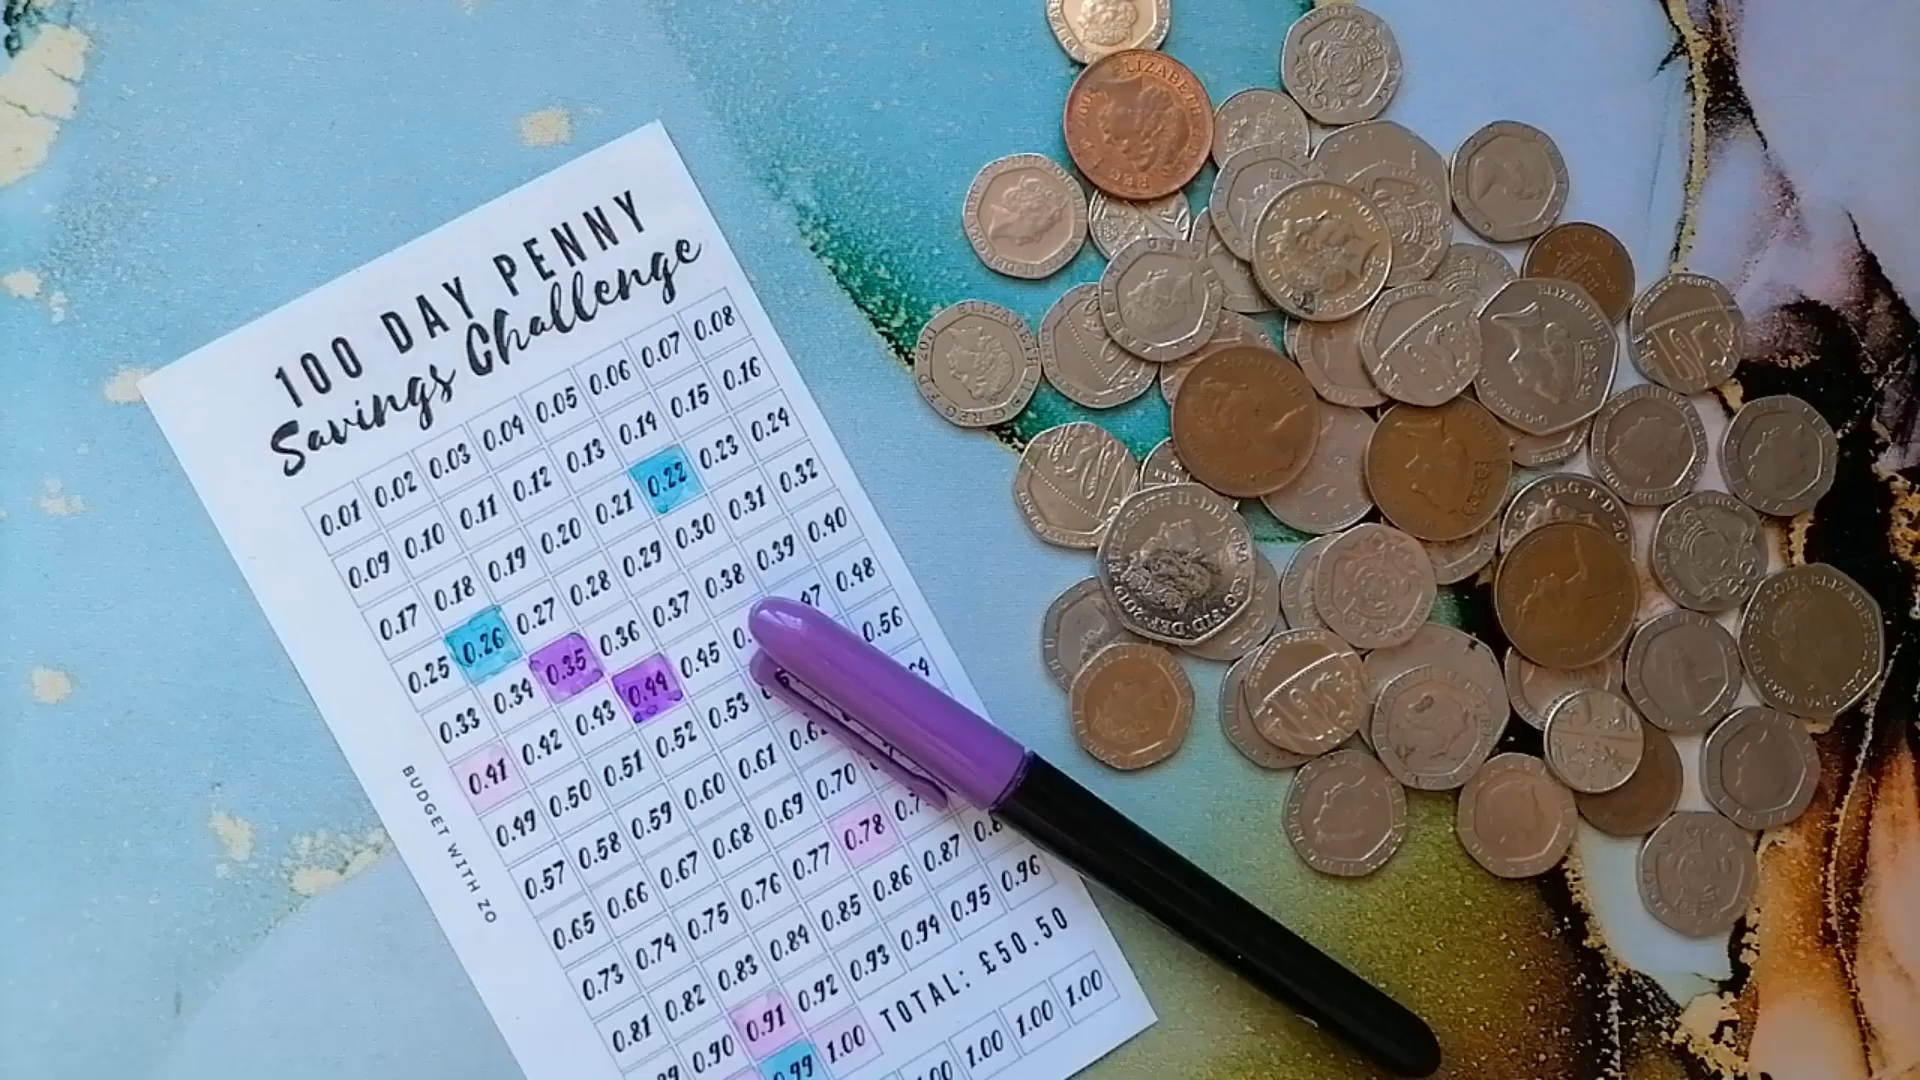 100 DAY PENNY
Savings Challenge
0.01 0.02 0.03 0.04 0.05 0.06 0.07 0.08
0.09 0.10 0.11 0.12 0.13 0.14 0.15 0.16
0.17 0.18 0.19 0.20 0.21 0.22 0.23 0.24
0.25 0.26 0.27 0.28 0.29 0.30 0.31 0.32
0.33 0.34 0.35 0.36 0.37 0.38 0.39 0.40
0.41 0.42 0.43 0.44 0.45 0.48
0.49 0.50 0.51 0.52 0.53 0.56
0.57 0.58 0.59 0.60 0.61
0.65 0.66 0.67 0.68 0.69 0.70
0.73 0.74 0.75 0.76 0.77 0.78
0.81 0.82 0.83 0.84 0.85 0.86 0.87
0.90 0.91 0.92 0.93 0.94 0.95 0.96
0.99 1.00 TOTAL: £50.50
1.00 1.00 1.00
BUDGET WITH ZO
ELIZABETH